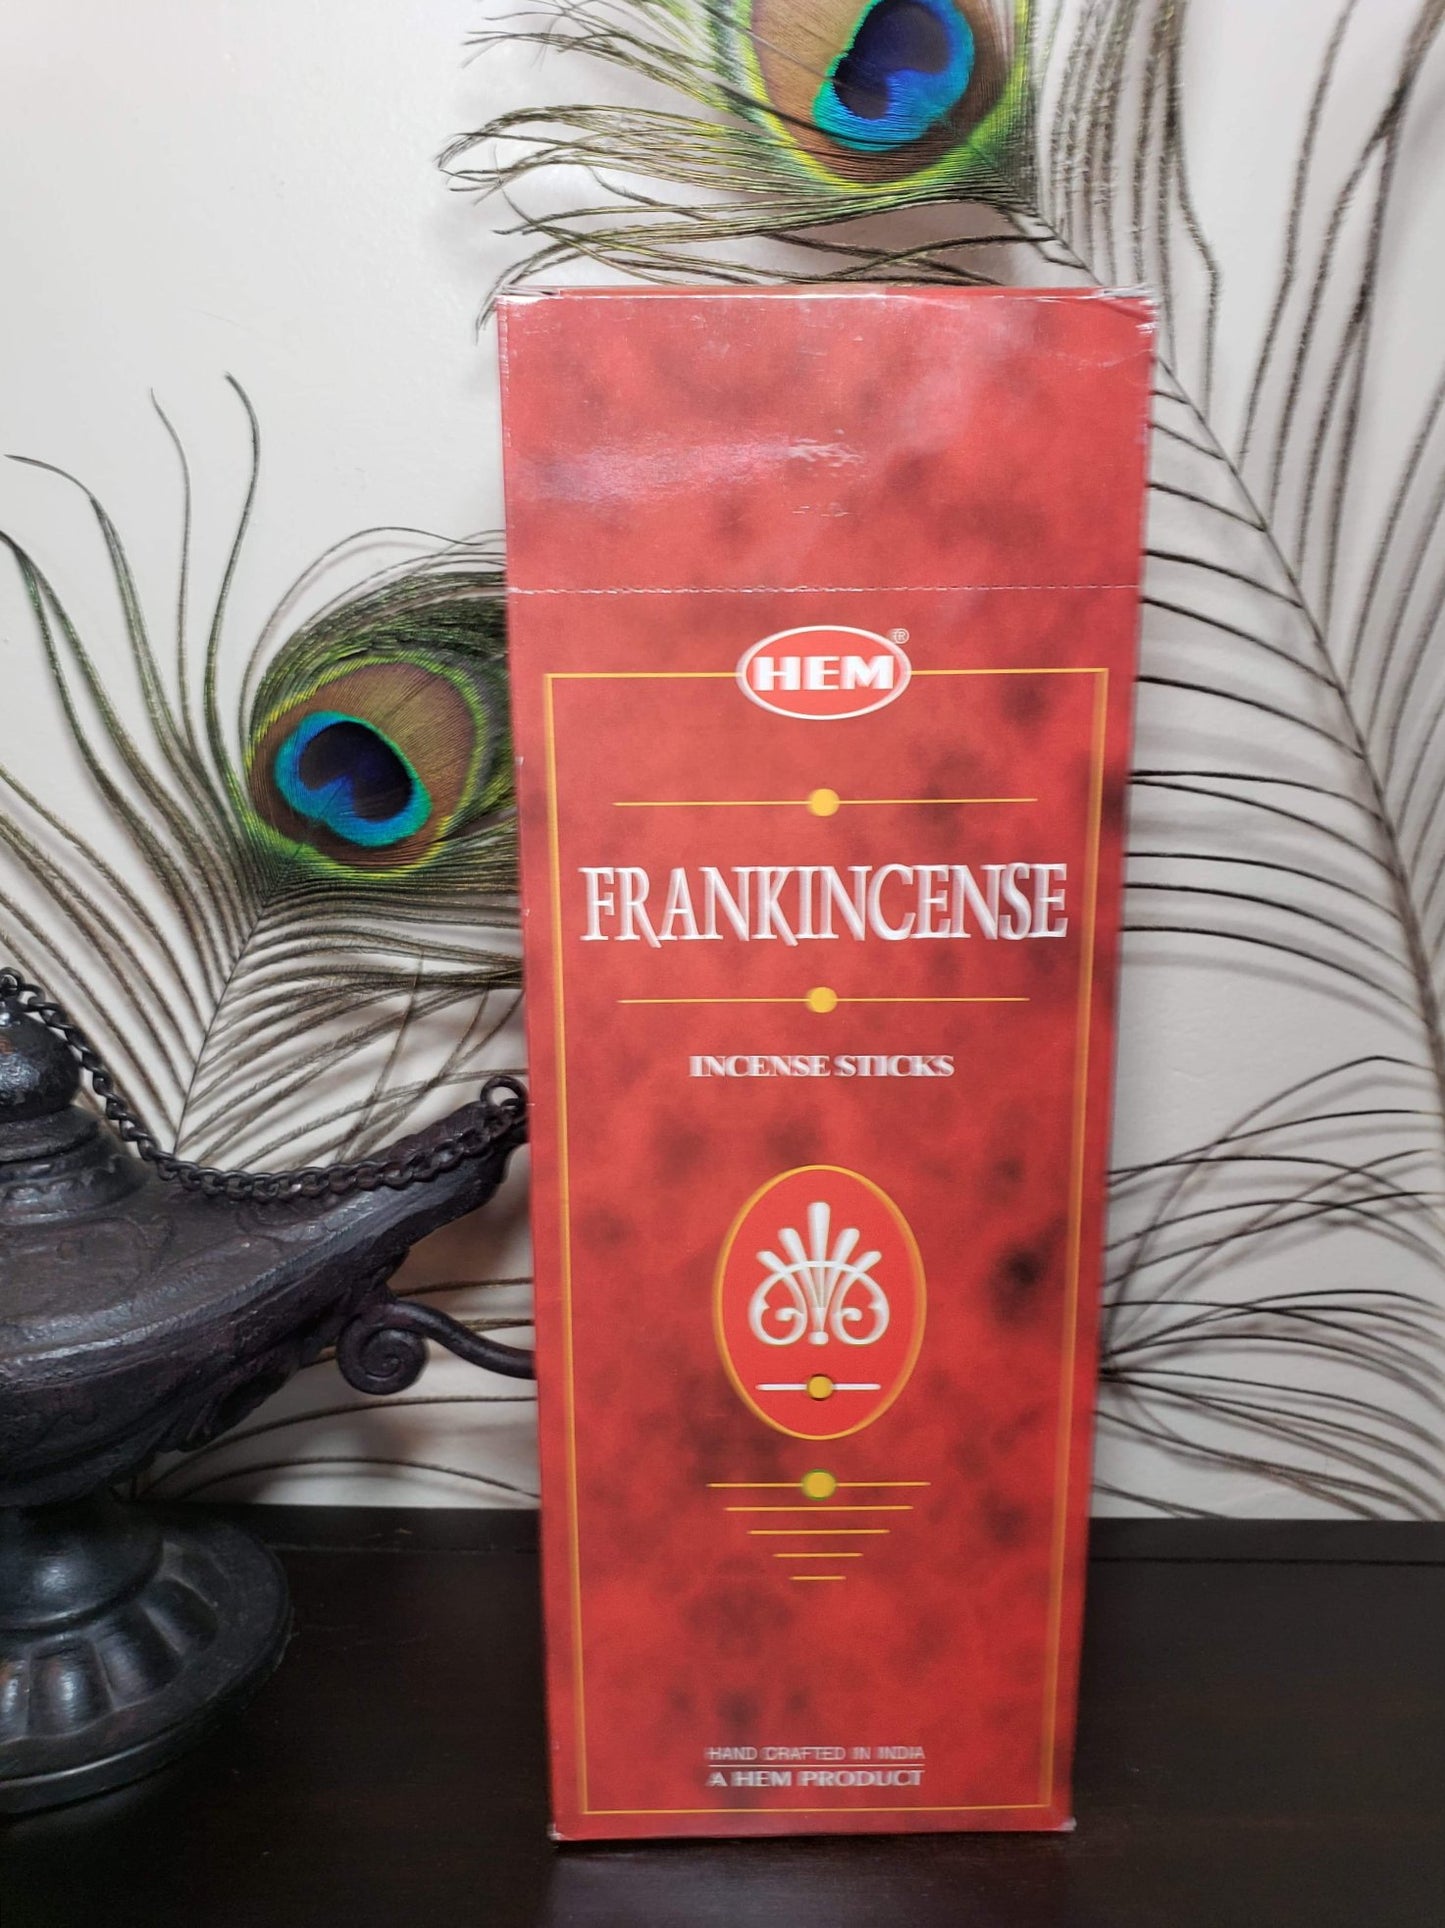 HEM®
FRANKINCENSE
INCENSE STICKS
HAND CRAFTED IN INDIA
A HEM PRODUCT